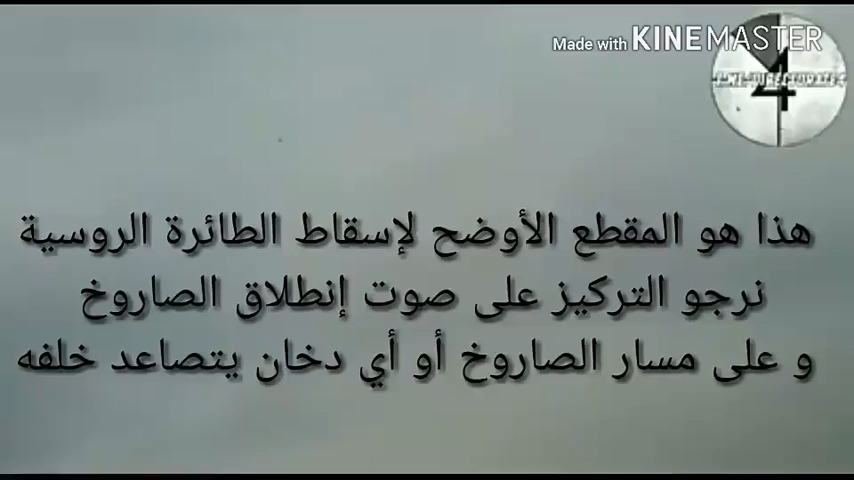 Made with KINEMASTER
4
هذا هو المقطع الأوضح لإسقاط الطائرة الروسية
نرجو التركيز على صوت إنطلاق الصاروخ
و على مسار الصاروخ أو أي دخان يتصاعد خلفه